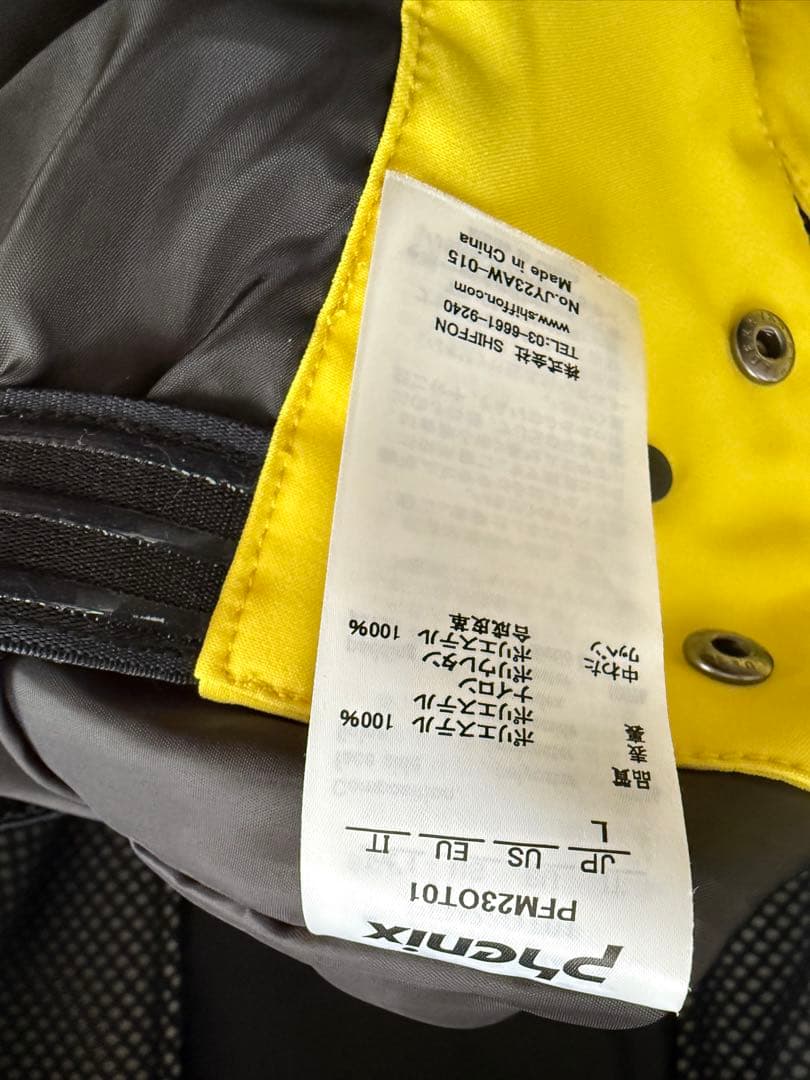 Phenix
PFM23OT01
JP US EU IT
L
品質
表 ポリエステル 100%
裏 ポリエステル
ナイロン
ポリウレタン
中わた ポリエステル 100%
ワッペン 合成皮革
株式会社 SHIFFON
TEL:03-6661-9240
www.shiffon.com
No.JY23AW-015
Made in China